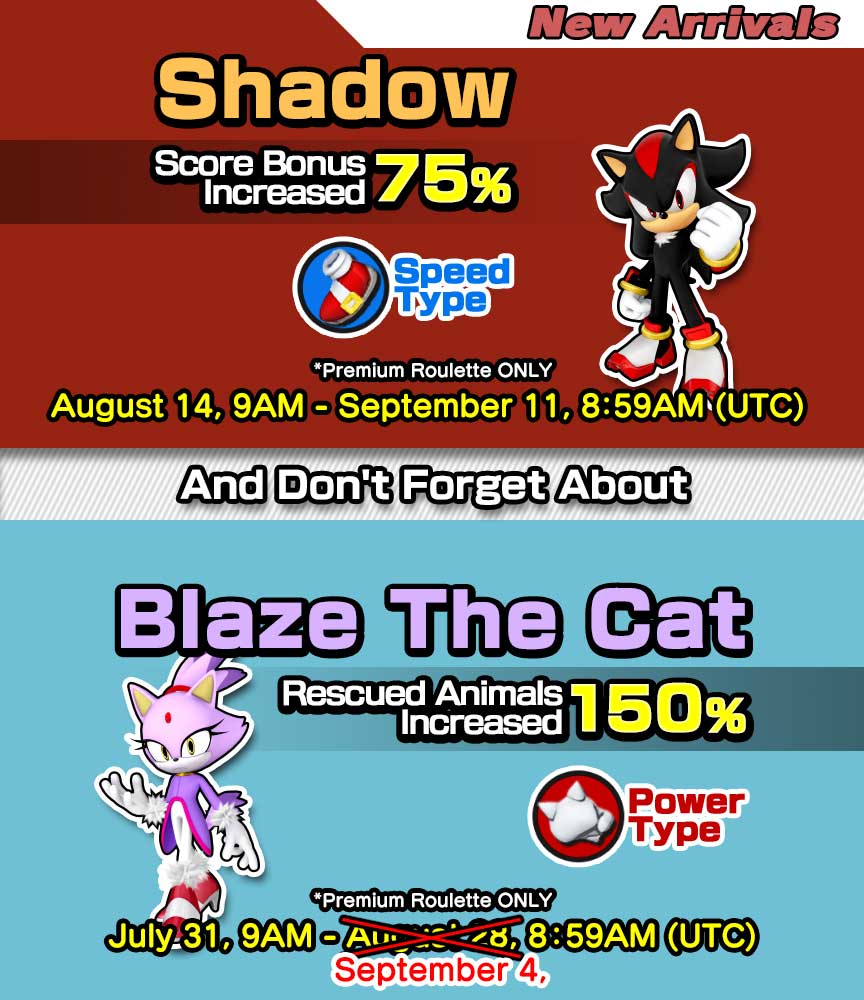 New Arrivals
Shadow
Score Bonus
Increased 75%
Speed
Type
*Premium Roulette ONLY
August 14, 9AM - September 11, 8:59AM (UTC)
And Don't Forget About
Blaze The Cat
Rescued Animals
Increased 150%
Power
Type
*Premium Roulette ONLY
July 31, 9AM - August 28, 8:59AM (UTC)
September 4,